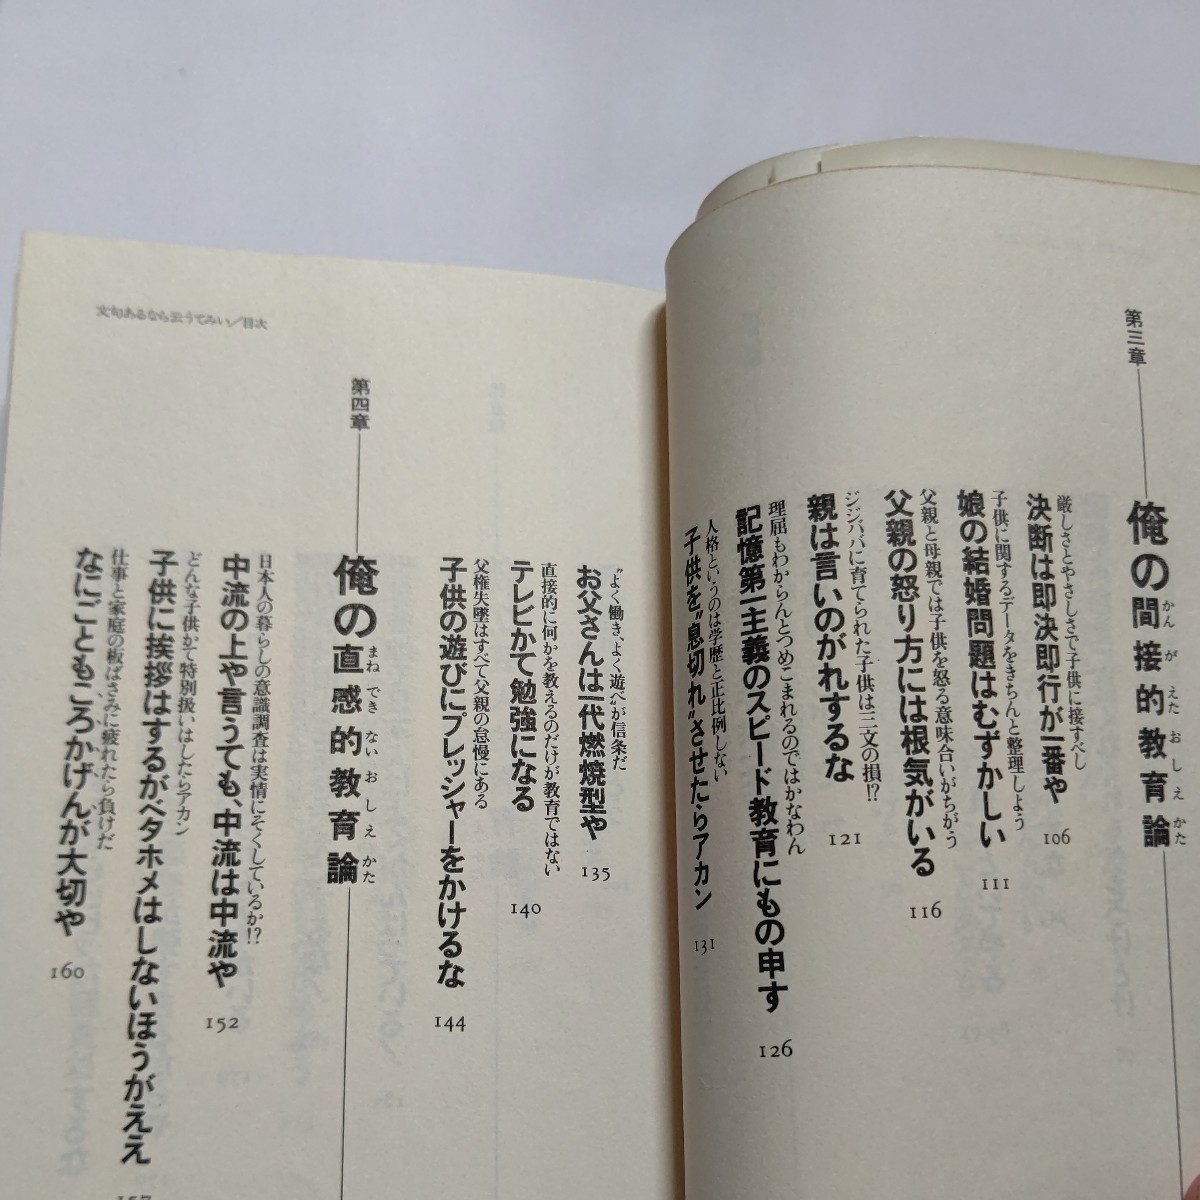 第三章
俺の間接的教育論
かん がえた おしえ かた
厳しさとやさしさで子供に接すべし
決断は即決即行が一番や
106
子供に関するデータをきちんと整理しよう
娘の結婚問題はむずかしい
111
父親と母親では子供を怒る意味合いがちがう
父親の怒り方には根気がいる
116
ジジババに育てられた子供は三文の損!?
親は言いのがれするな
121
理屈もわからんとつめこまれるのではかなわん
記憶第一主義のスピード教育にもの申す
126
人格というのは学歴と正比例しない
子供を“息切れ”させたらアカン
131
文句あるなら云うてみい/目次
“よく働き、よく遊べ”が信条だ
お父さんは一代燃焼型や
135
直接的に何かを教えるのだけが教育ではない
テレビかて勉強になる
140
父権失墜はすべて父親の怠慢にある
子供の遊びにプレッシャーをかけるな
144
第四章
俺の直感的教育論
まね でき ない おしえ かた
日本人の暮らしの意識調査は実情にそくしているか!?
中流の上や言うても、中流は中流や
152
どんな子供かて特別扱いはしたらアカン
子供に挨拶はするがベタホメはしないほうがええ
157
仕事と家庭の板ばさみに疲れたら負けだ
なにごともころかげんが大切や
160